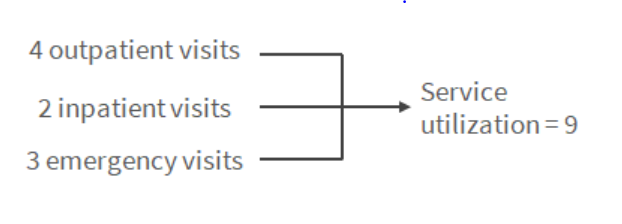 4 outpatient visits
2 inpatient visits
3 emergency visits
Service
utilization = 9